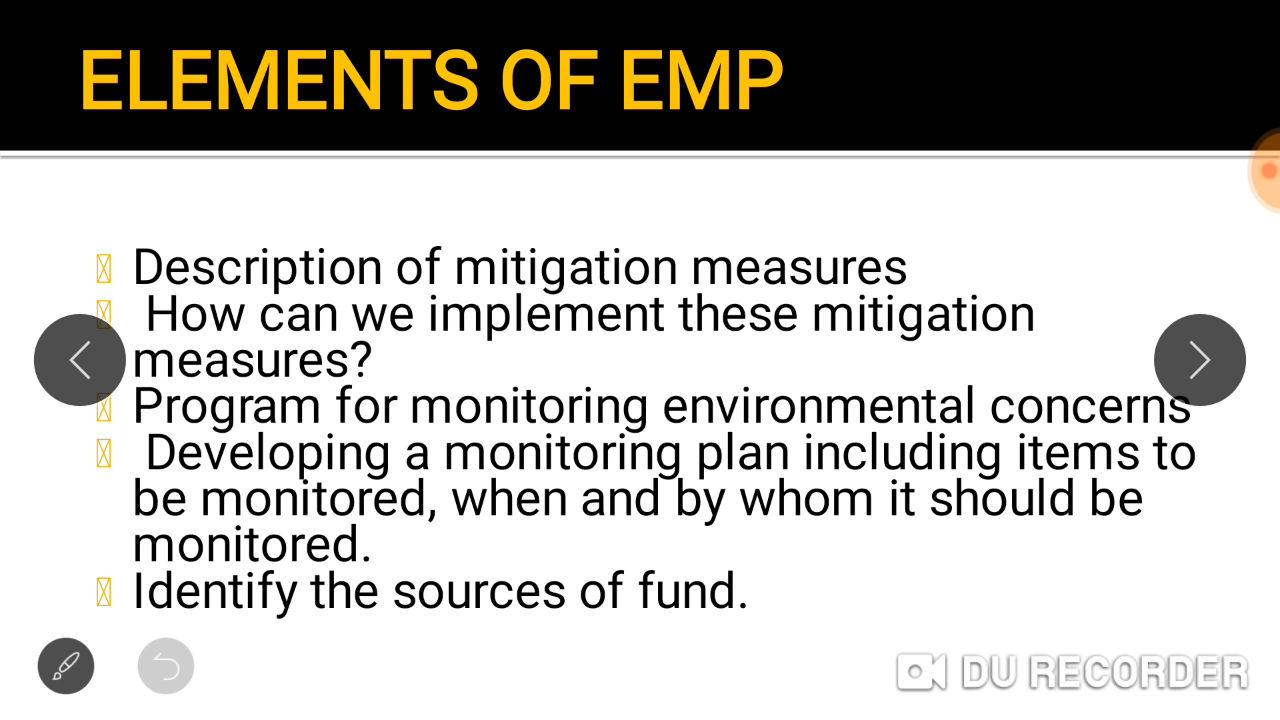 ELEMENTS OF EMP
Description of mitigation measures
How can we implement these mitigation
measures?
Program for monitoring environmental concerns
Developing a monitoring plan including items to
be monitored, when and by whom it should be
monitored.
Identify the sources of fund.
DU RECORDER